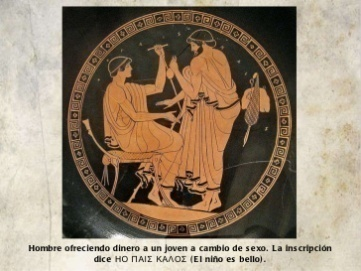 Hombre ofreciendo dinero a un joven a cambio de sexo. La inscripción
dice HO ΠΑΙΣ ΚΑΛΟΣ (El niño es bello).